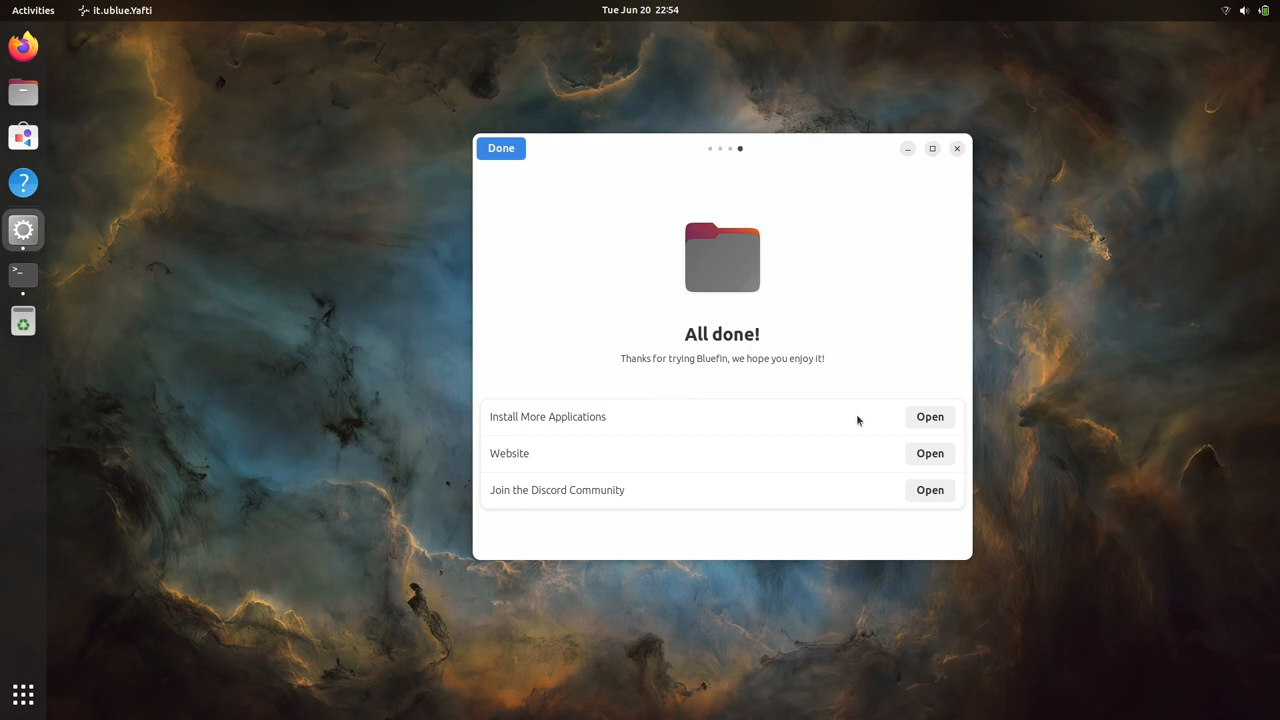 Activities it.ublue.Yafti Tue Jun 20 22:54
Done
All done!
Thanks for trying Bluefin, we hope you enjoy it!
Install More Applications Open
Website Open
Join the Discord Community Open